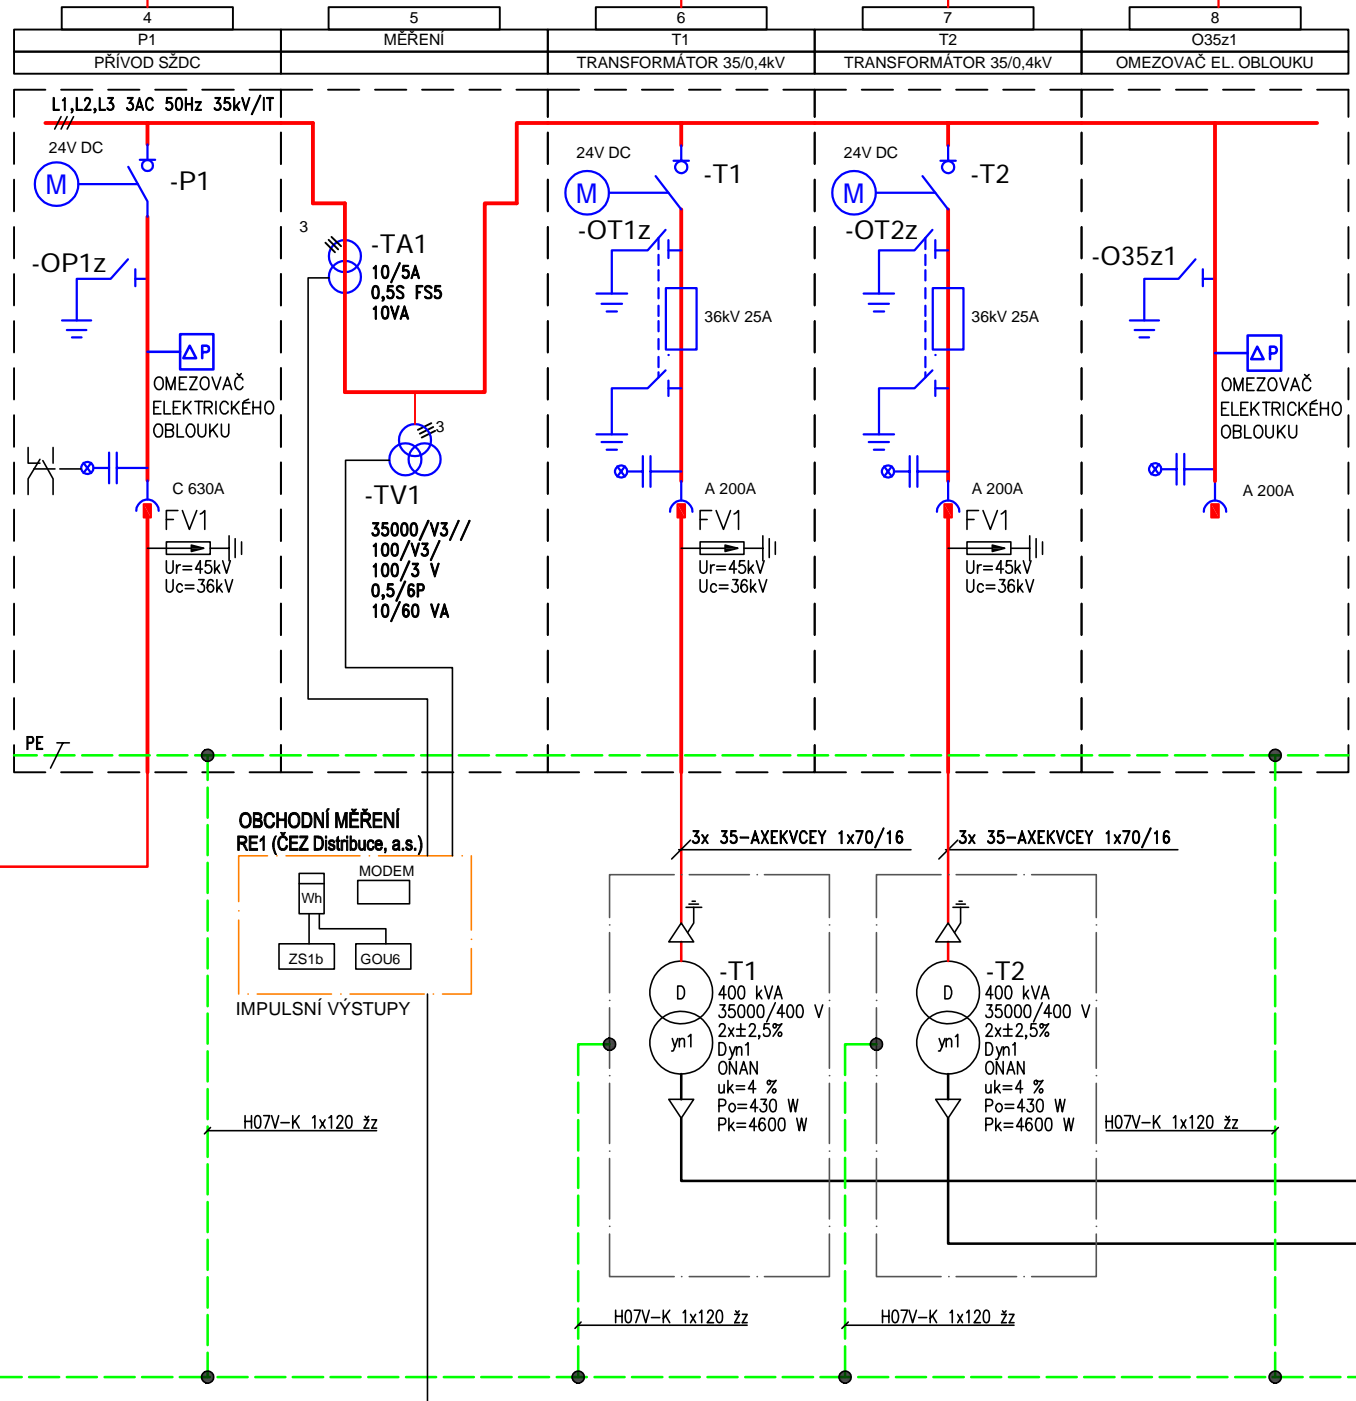 4
5
6
7
8
P1
MĚŘENÍ
T1
T2
O35z1
PŘÍVOD SŽDC
TRANSFORMÁTOR 35/0,4kV
TRANSFORMÁTOR 35/0,4kV
OMEZOVAČ EL. OBLOUKU
L1,L2,L3 3AC 50Hz 35kV/IT
24V DC
M
-P1
-OP1z
ΔP
OMEZOVAČ
ELEKTRICKÉHO
OBLOUKU
C 630A
FV1
Ur=45kV
Uc=36kV
3
-TA1
10/5A
0,5S FS5
10VA
3
-TV1
35000/V3//
100/V3/
100/3 V
0,5/6P
10/60 VA
24V DC
M
-T1
-OT1z
36kV 25A
A 200A
FV1
Ur=45kV
Uc=36kV
24V DC
M
-T2
-OT2z
36kV 25A
A 200A
FV1
Ur=45kV
Uc=36kV
-O35z1
ΔP
OMEZOVAČ
ELEKTRICKÉHO
OBLOUKU
A 200A
PE
OBCHODNÍ MĚŘENÍ
RE1 (ČEZ Distribuce, a.s.)
MODEM
Wh
ZS1b
GOU6
IMPULSNÍ VÝSTUPY
3x 35-AXEKVCEY 1x70/16
3x 35-AXEKVCEY 1x70/16
D
yn1
-T1
400 kVA
35000/400 V
2x±2,5%
Dyn1
ONAN
uk=4 %
Po=430 W
Pk=4600 W
D
yn1
-T2
400 kVA
35000/400 V
2x±2,5%
Dyn1
ONAN
uk=4 %
Po=430 W
Pk=4600 W
H07V-K 1x120 žz
H07V-K 1x120 žz
H07V-K 1x120 žz
H07V-K 1x120 žz